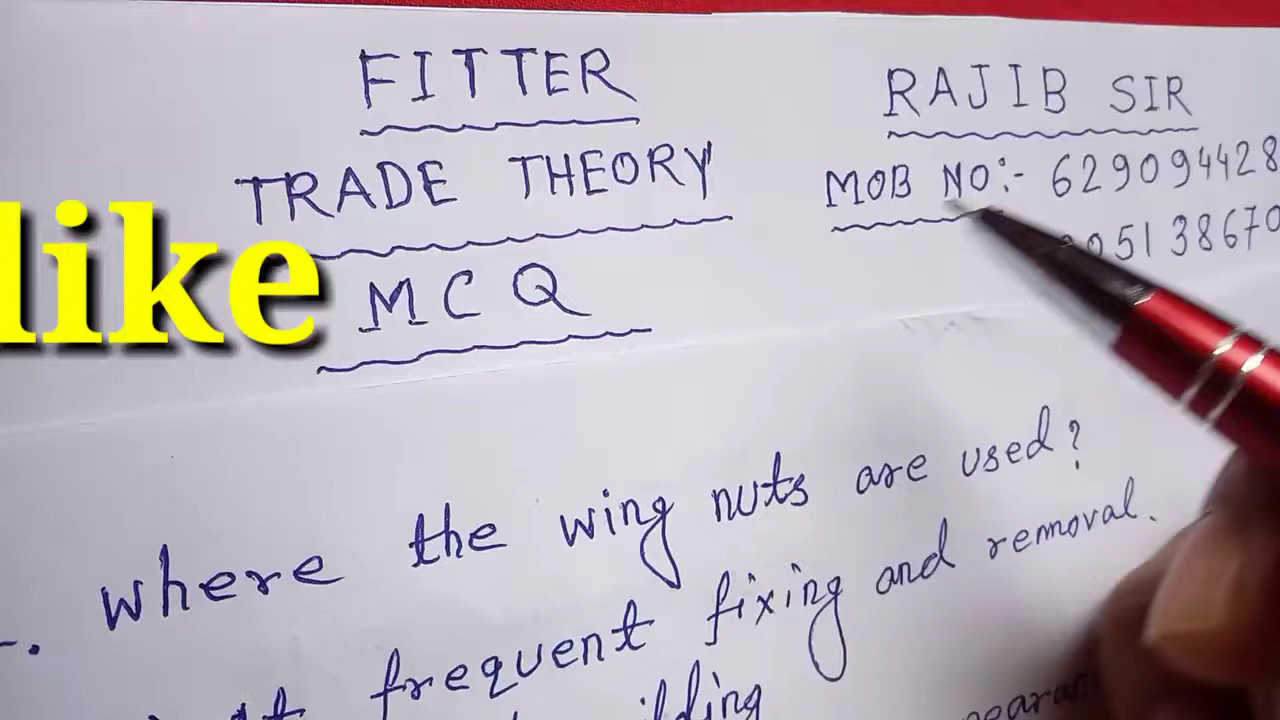 FITTER
TRADE THEORY
MCQ
RAJIB SIR
MOB NO:- 629094428
05138670
like
where the wing nuts are used?
frequent fixing and removal.